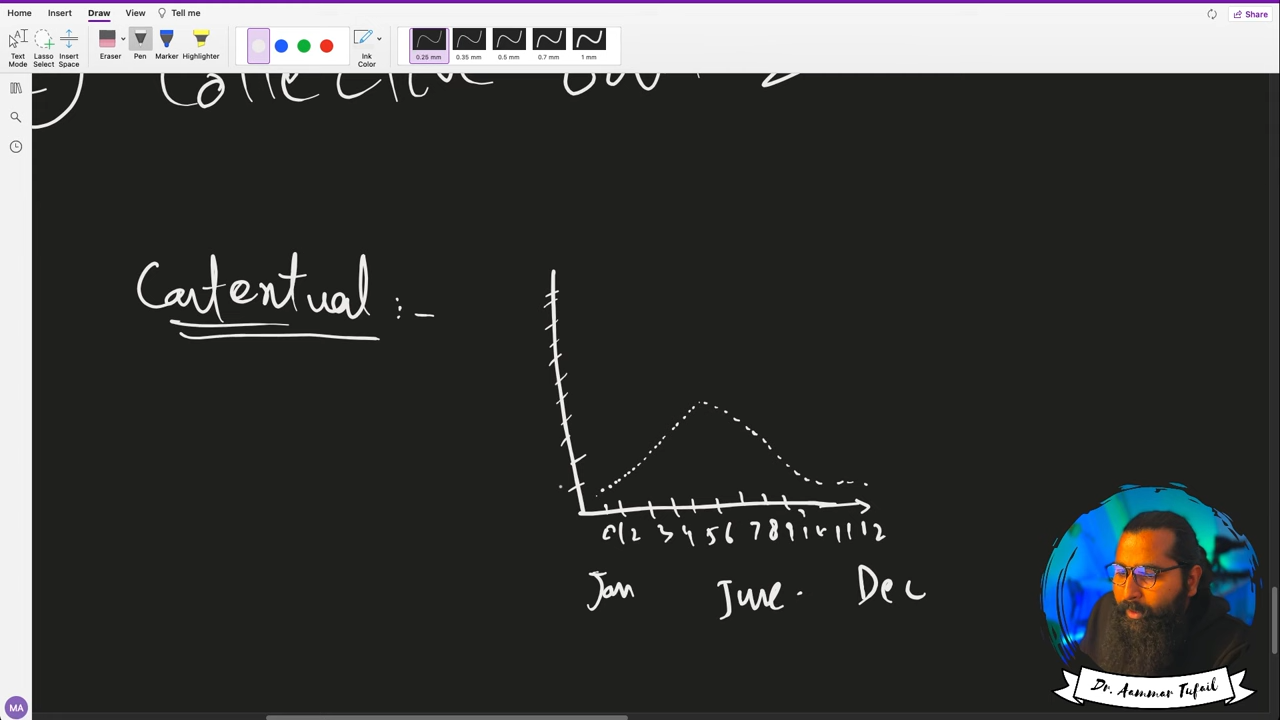 Home Insert Draw View Tell me Share
Text Mode Lasso Select Insert Space Eraser Pen Marker Highlighter Ink Color 0.25 mm 0.35 mm 0.5 mm 0.7 mm 1 mm
Collective
Contextual :-
2 3 4 5 6 7 8 9 10 11 12
Jan June Dec
MA
Dr. Aammar Tufail